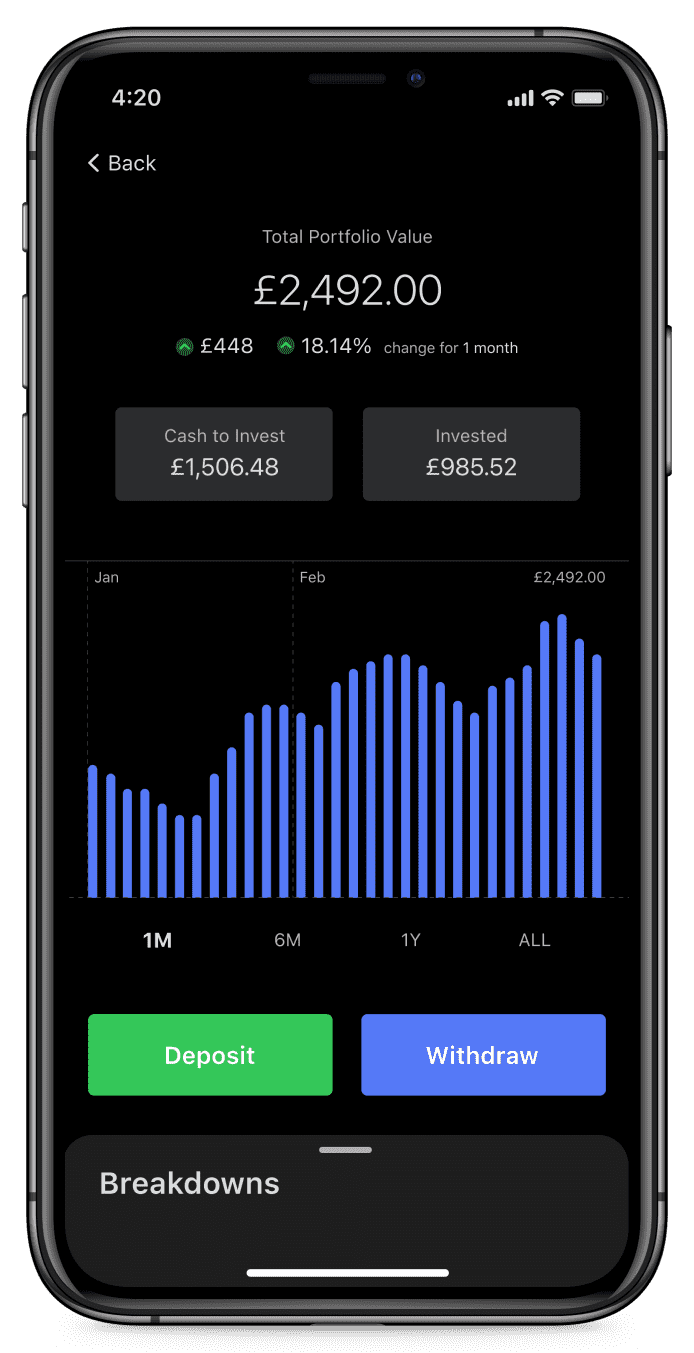 4:20
Back
Total Portfolio Value
£2,492.00
£448 18.14% change for 1 month
Cash to Invest
£1,506.48
Invested
£985.52
Jan Feb £2,492.00
1M 6M 1Y ALL
Deposit Withdraw
Breakdowns